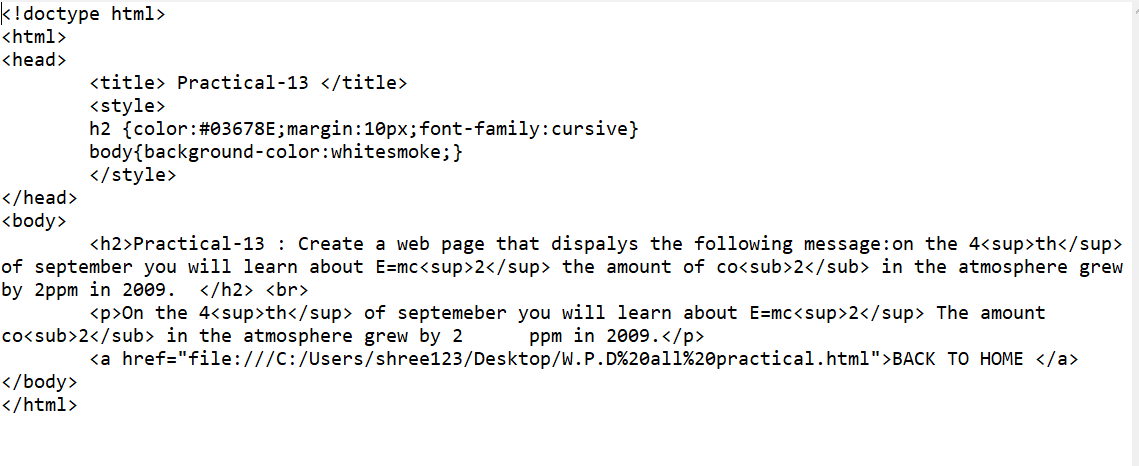 <!doctype html>
<html>
<head>
        <title> Practical-13 </title>
        <style>
        h2 {color:#03678E;margin:10px;font-family:cursive}
        body{background-color:whitesmoke;}
        </style>
</head>
<body>
        <h2>Practical-13 : Create a web page that dispalys the following message:on the 4<sup>th</sup>
of september you will learn about E=mc<sup>2</sup> the amount of co<sub>2</sub> in the atmosphere grew
by 2ppm in 2009.  </h2> <br>
        <p>On the 4<sup>th</sup> of septemeber you will learn about E=mc<sup>2</sup> The amount
co<sub>2</sub> in the atmosphere grew by 2      ppm in 2009.</p>
        <a href="file:///C:/Users/shree123/Desktop/W.P.D%20all%20practical.html">BACK TO HOME </a>
</body>
</html>